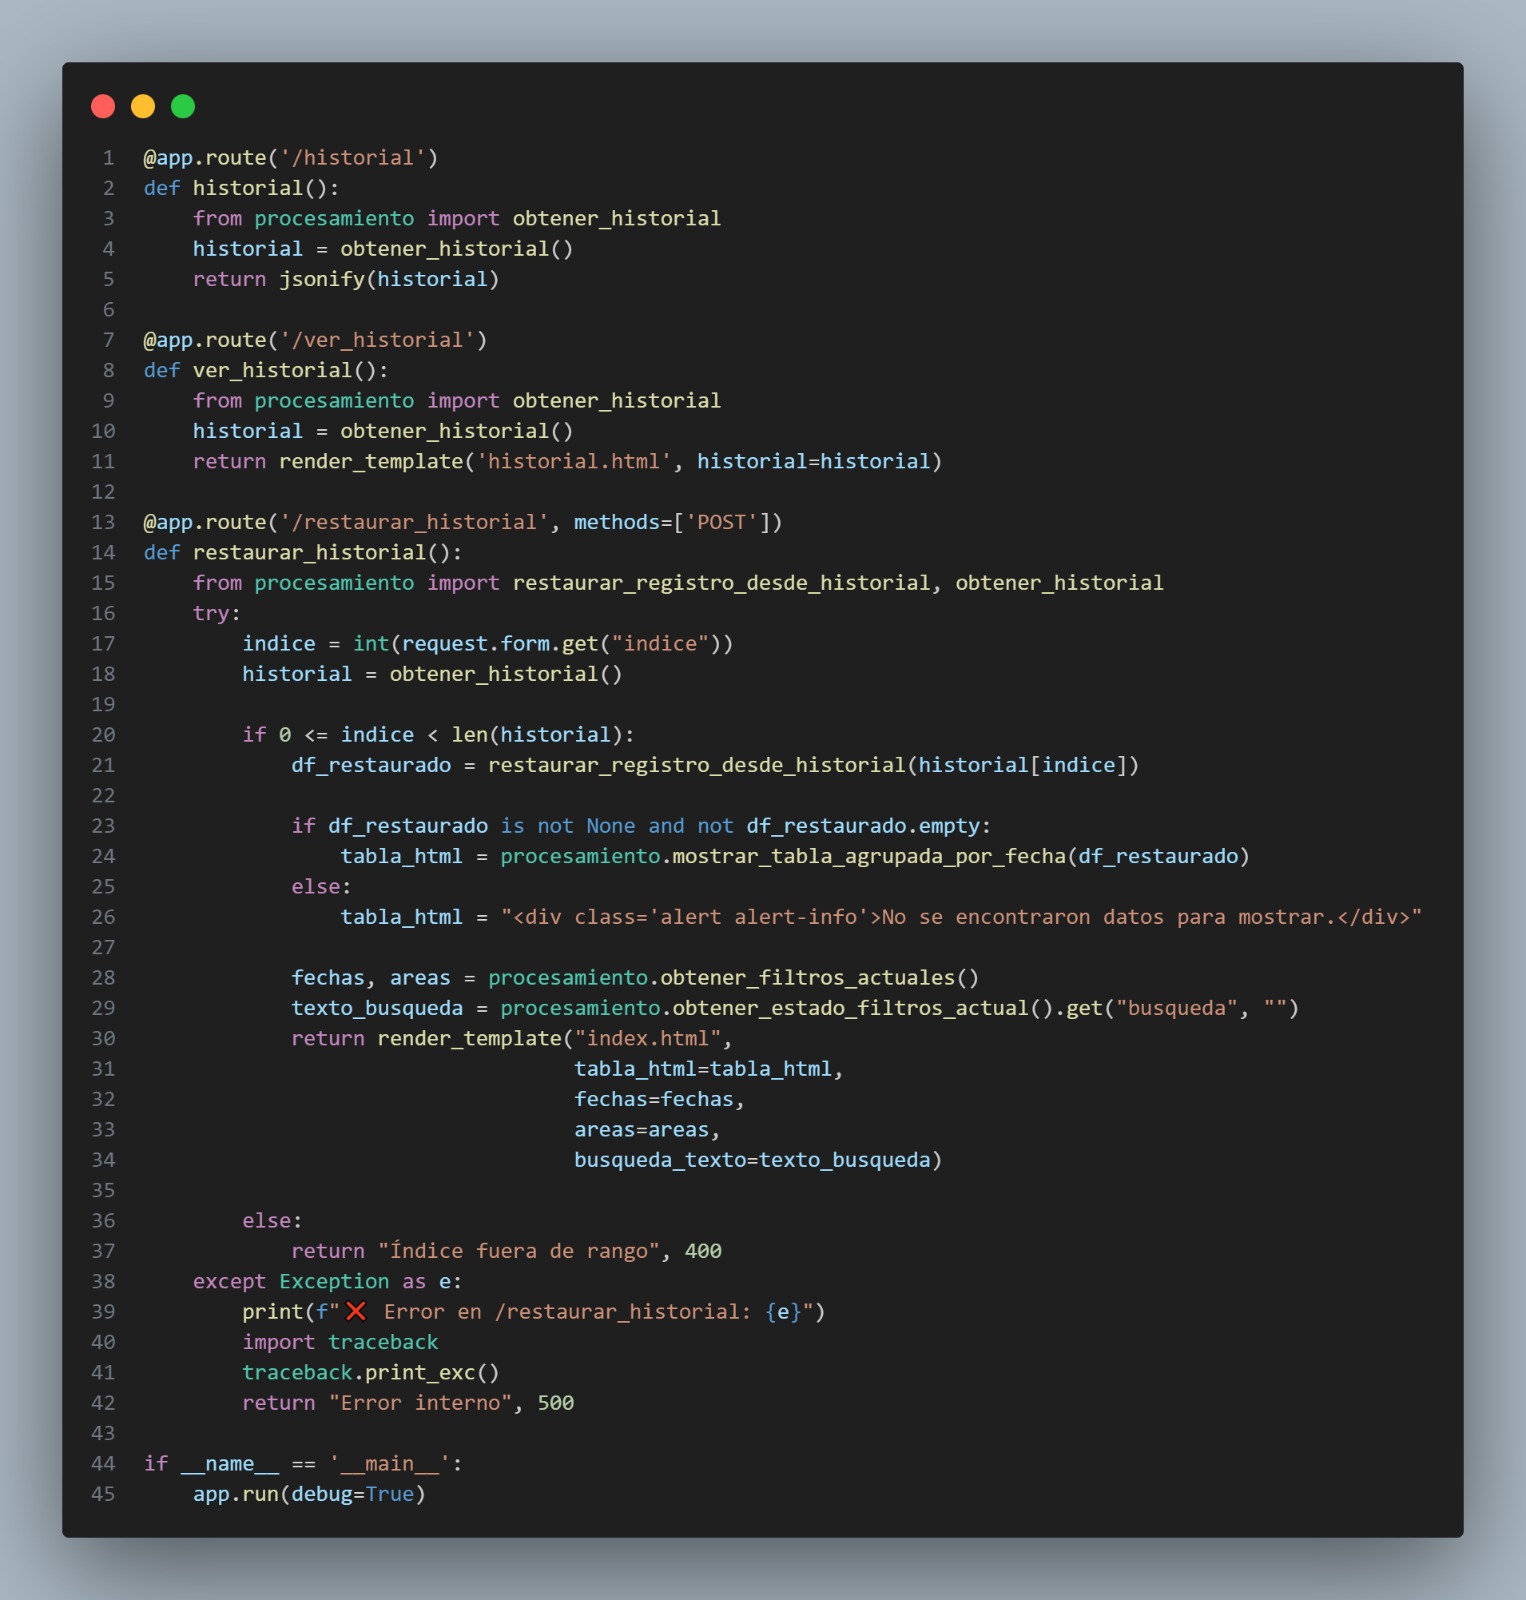 1 @app.route('/historial')
2 def historial():
3     from procesamiento import obtener_historial
4     historial = obtener_historial()
5     return jsonify(historial)
6
7 @app.route('/ver_historial')
8 def ver_historial():
9     from procesamiento import obtener_historial
10     historial = obtener_historial()
11     return render_template('historial.html', historial=historial)
12
13 @app.route('/restaurar_historial', methods=['POST'])
14 def restaurar_historial():
15     from procesamiento import restaurar_registro_desde_historial, obtener_historial
16     try:
17         indice = int(request.form.get("indice"))
18         historial = obtener_historial()
19
20         if 0 <= indice < len(historial):
21             df_restaurado = restaurar_registro_desde_historial(historial[indice])
22
23             if df_restaurado is not None and not df_restaurado.empty:
24                 tabla_html = procesamiento.mostrar_tabla_agrupada_por_fecha(df_restaurado)
25             else:
26                 tabla_html = "<div class='alert alert-info'>No se encontraron datos para mostrar.</div>"
27
28             fechas, areas = procesamiento.obtener_filtros_actuales()
29             texto_busqueda = procesamiento.obtener_estado_filtros_actual().get("busqueda", "")
30             return render_template("index.html",
31                                    tabla_html=tabla_html,
32                                    fechas=fechas,
33                                    areas=areas,
34                                    busqueda_texto=texto_busqueda)
35
36         else:
37             return "Índice fuera de rango", 400
38     except Exception as e:
39         print(f"❌ Error en /restaurar_historial: {e}")
40         import traceback
41         traceback.print_exc()
42         return "Error interno", 500
43
44 if __name__ == '__main__':
45     app.run(debug=True)